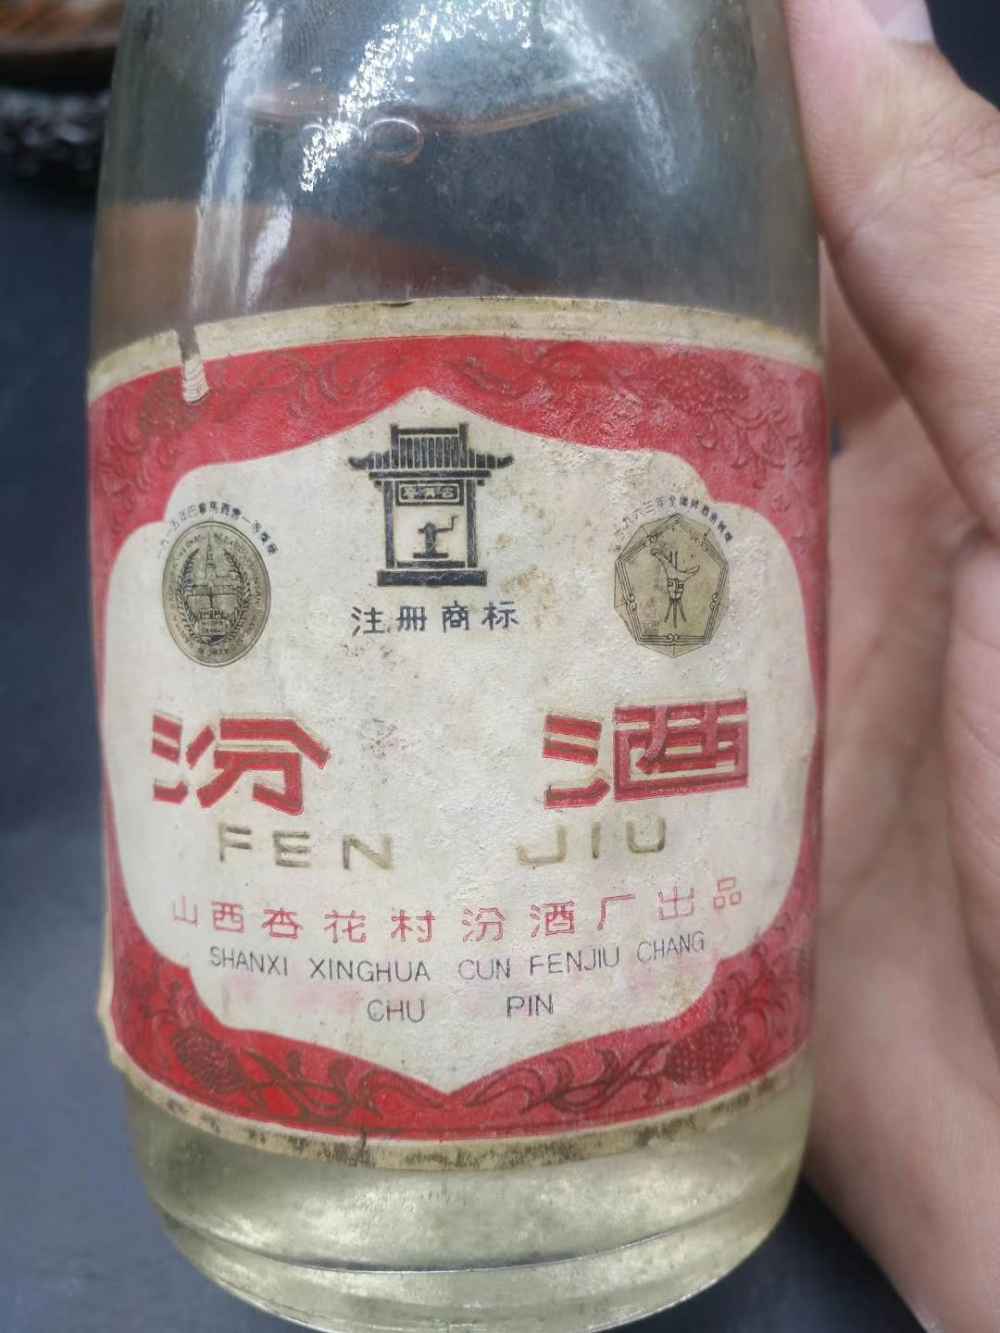 注册商标
汾酒
FEN JIU
山西杏花村汾酒厂出品
SHANXI XINGHUA CUN FENJIU CHANG
CHU PIN